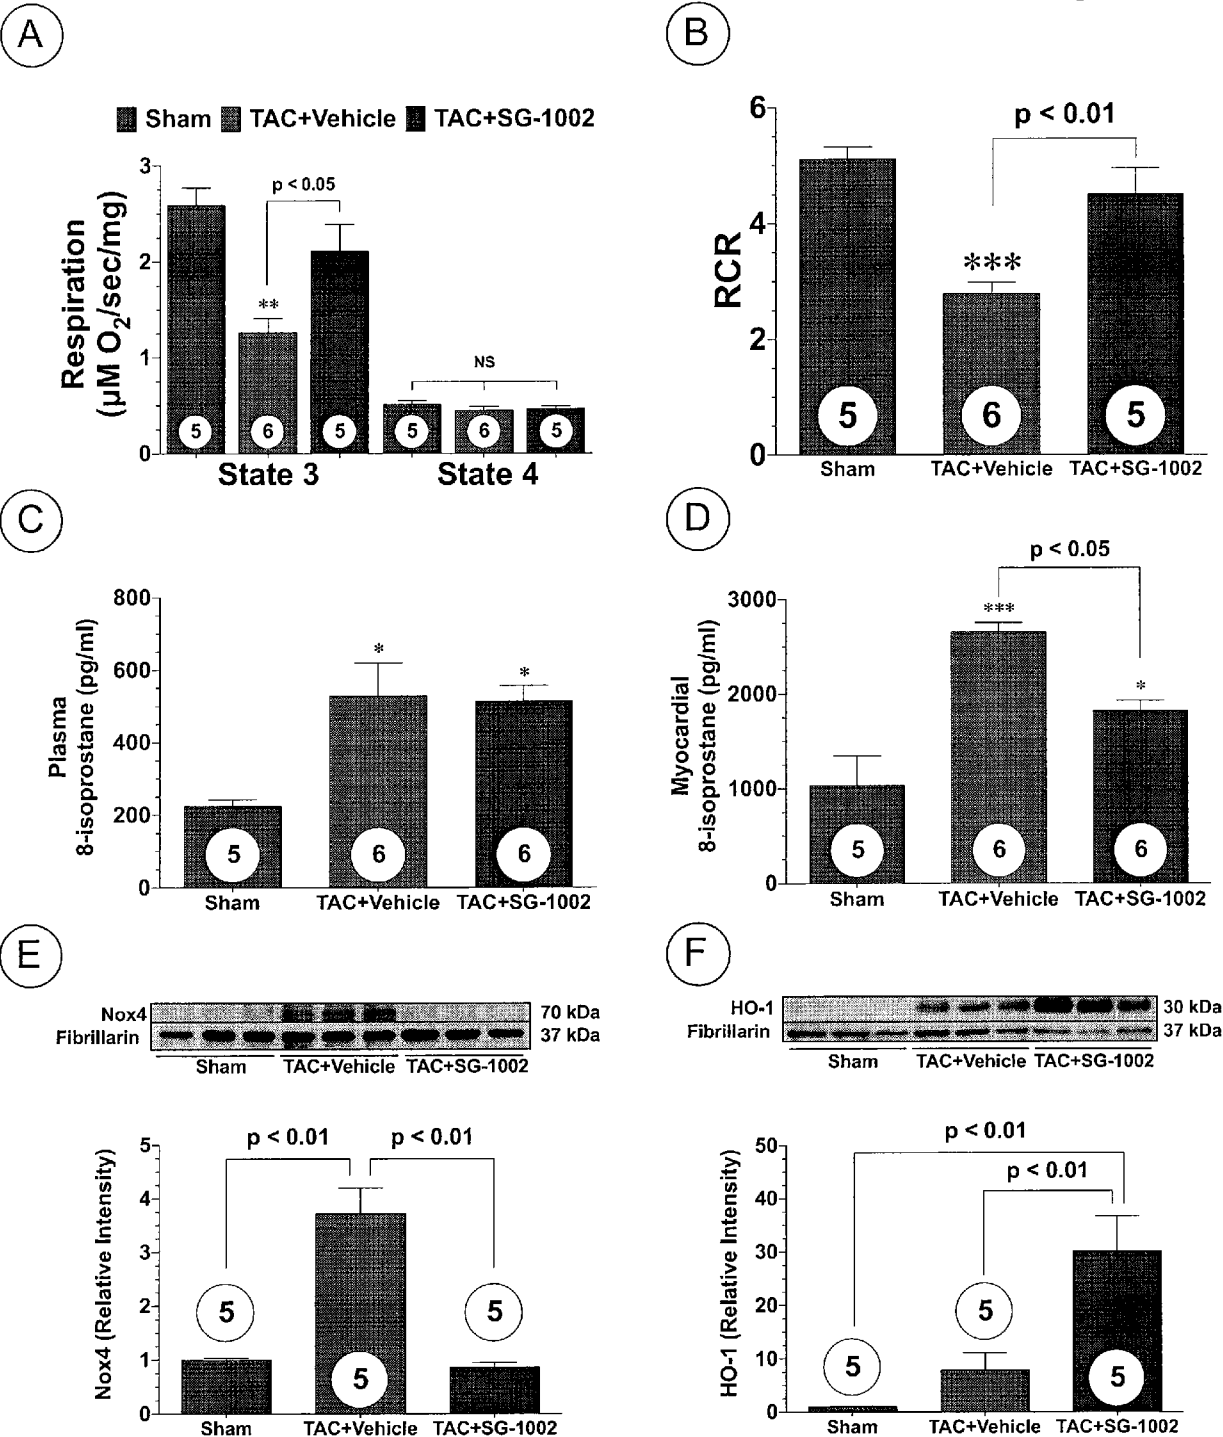 A
Sham TAC+Vehicle TAC+SG-1002
Respiration
(µM O2/sec/mg)
3
2
1
0
p < 0.05
**
NS
5
6
5
5
6
5
State 3
State 4
B
RCR
6
4
2
0
p < 0.01
***
5
6
5
Sham
TAC+Vehicle
TAC+SG-1002
C
Plasma
8-isoprostane (pg/ml)
800
600
400
200
0
*
*
5
6
6
Sham
TAC+Vehicle
TAC+SG-1002
D
Myocardial
8-isoprostane (pg/ml)
3000
2000
1000
0
p < 0.05
***
*
5
6
6
Sham
TAC+Vehicle
TAC+SG-1002
E
Nox4 70 kDa
Fibrillarin 37 kDa
Sham TAC+Vehicle TAC+SG-1002
Nox4 (Relative Intensity)
5
4
3
2
1
0
p < 0.01
p < 0.01
5
5
5
Sham
TAC+Vehicle
TAC+SG-1002
F
HO-1 30 kDa
Fibrillarin 37 kDa
Sham TAC+Vehicle TAC+SG-1002
HO-1 (Relative Intensity)
50
40
30
20
10
0
p < 0.01
p < 0.01
5
5
5
Sham
TAC+Vehicle
TAC+SG-1002